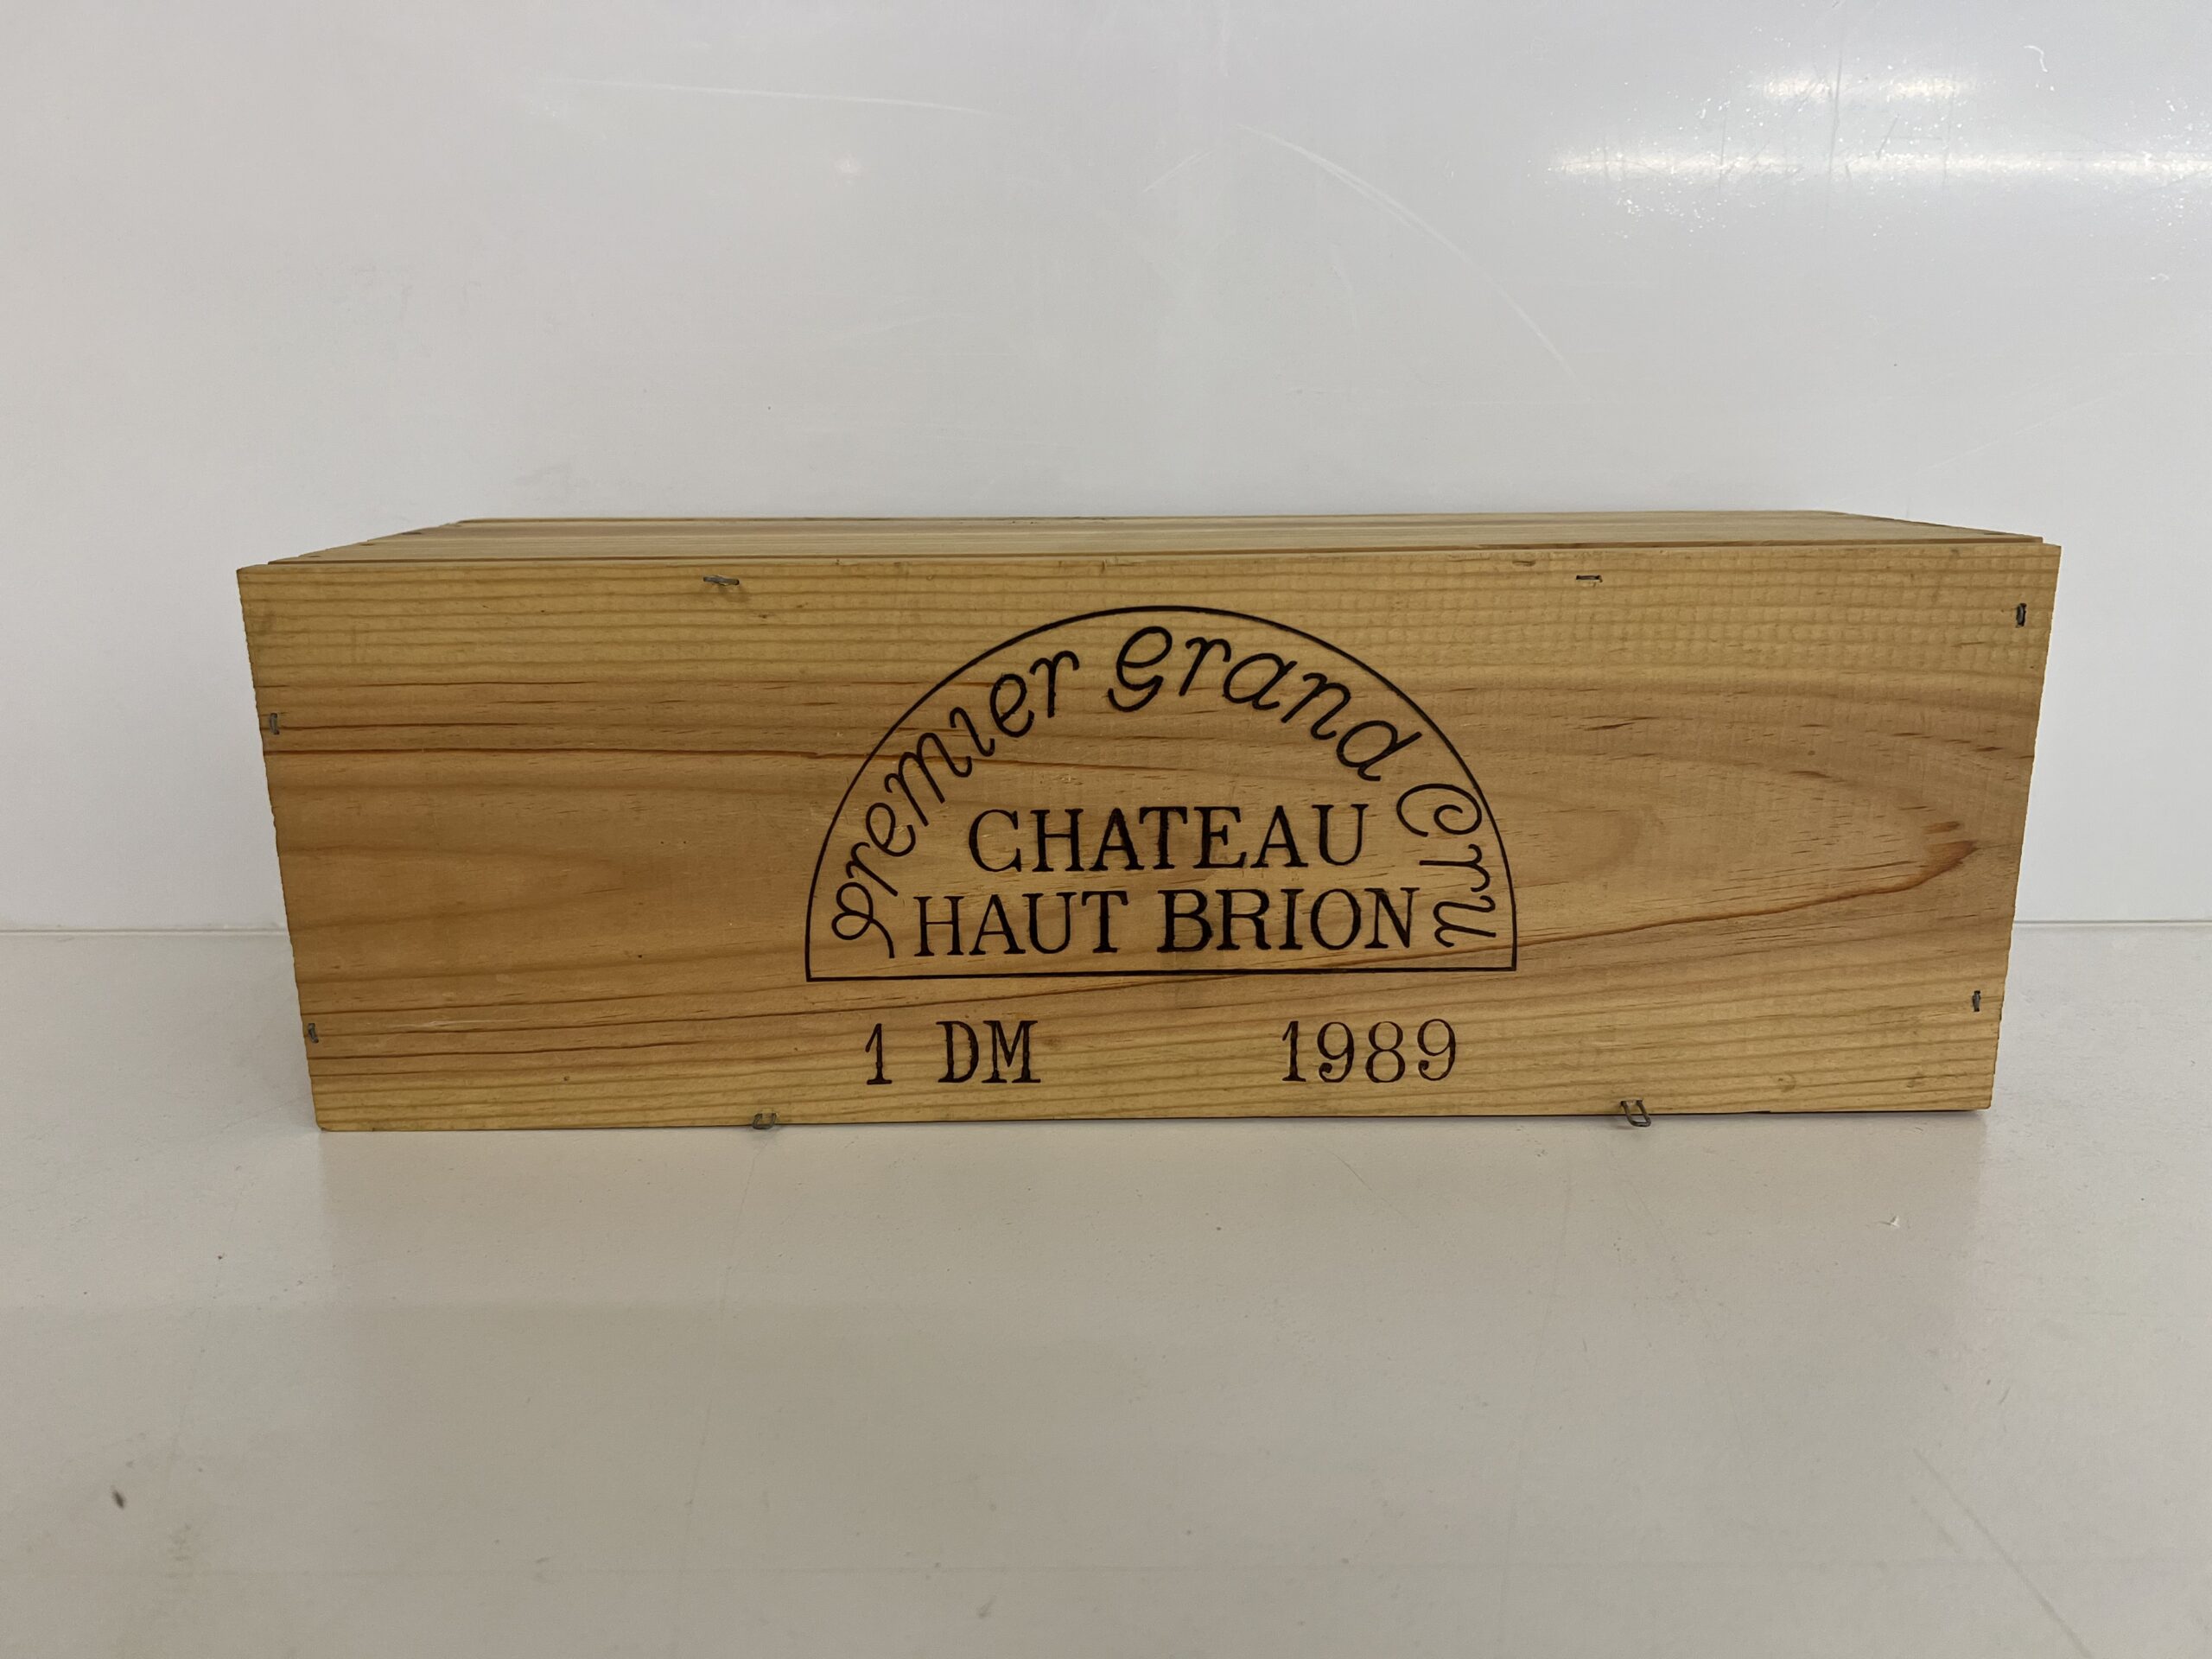 Premier Grand Cru
CHATEAU
HAUT BRION
1 DM 1989